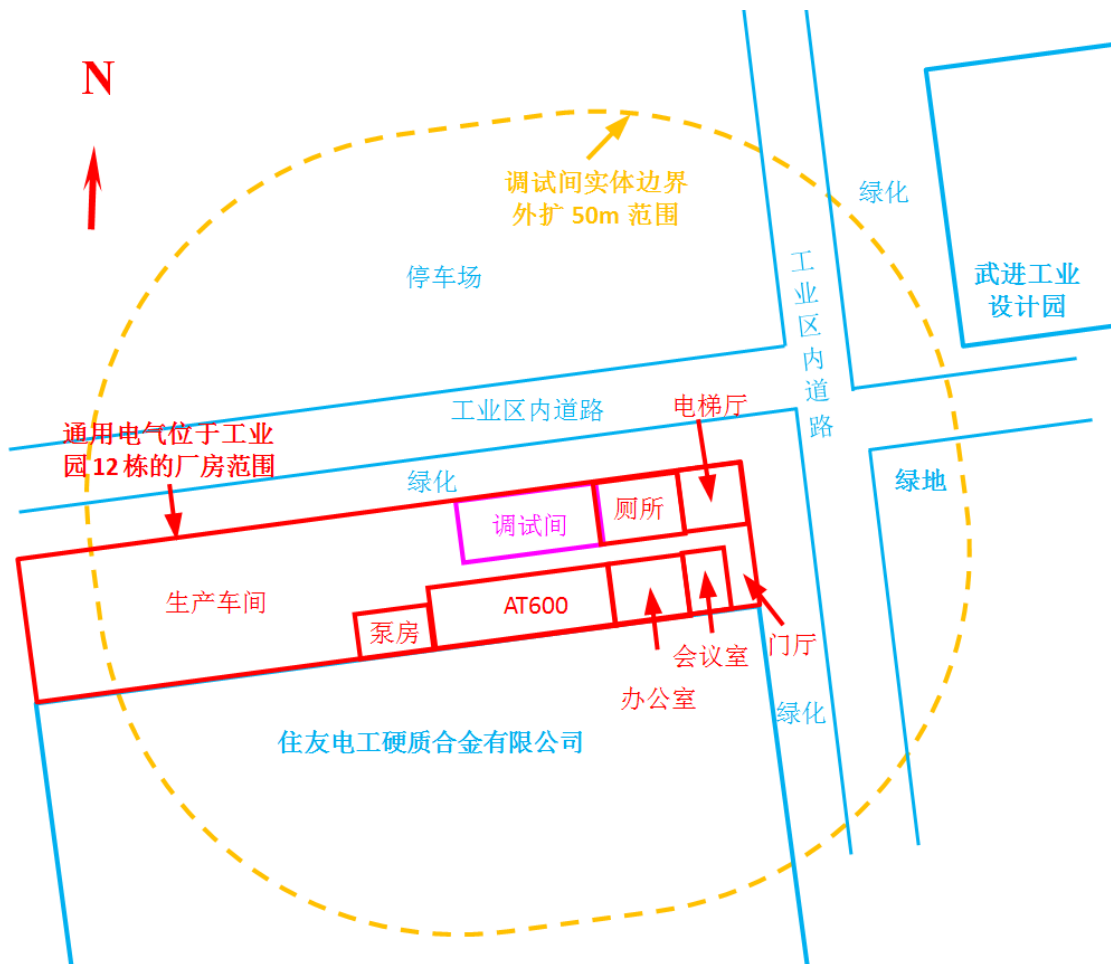 N
调试间实体边界
外扩 50m 范围
绿化
停车场
工业区内道路
武进工业
设计园
工业区内道路
电梯厅
通用电气位于工业
园 12 栋的厂房范围
绿化
绿地
调试间
厕所
生产车间
AT600
泵房
会议室
门厅
办公室
绿化
住友电工硬质合金有限公司